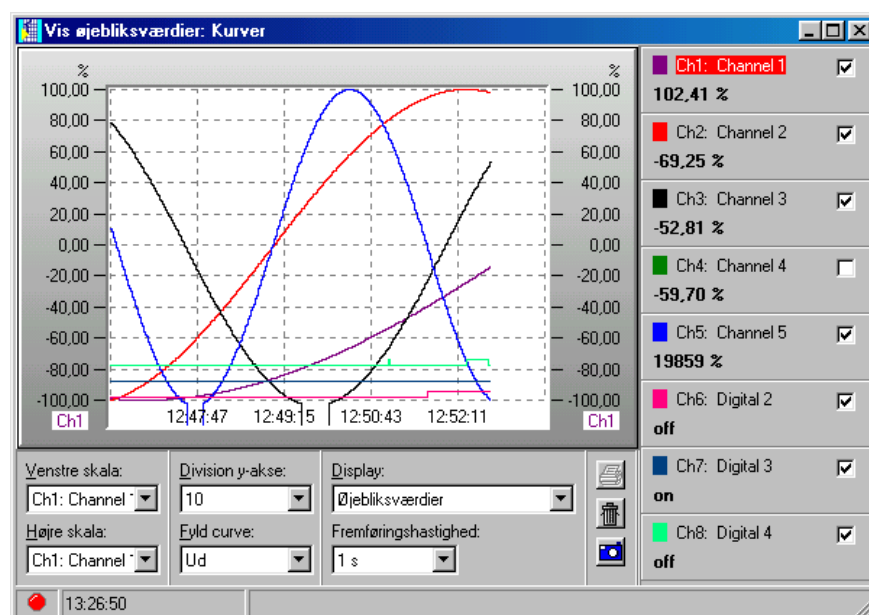 Vis øjebliksværdier: Kurver
% %
100,00 100,00
80,00 80,00
60,00 60,00
40,00 40,00
20,00 20,00
0,00 0,00
-20,00 -20,00
-40,00 -40,00
-60,00 -60,00
-80,00 -80,00
-100,00 -100,00
Ch1 12:47:47 12:49:15 12:50:43 12:52:11 Ch1
Ch1: Channel 1
102,41 %
Ch2: Channel 2
-69,25 %
Ch3: Channel 3
-52,81 %
Ch4: Channel 4
-59,70 %
Ch5: Channel 5
19859 %
Ch6: Digital 2
off
Ch7: Digital 3
on
Ch8: Digital 4
off
Venstre skala: Division y-akse: Display:
Ch1: Channel 10 Øjebliksværdier
Højre skala: Fyld curve: Fremføringshastighed:
Ch1: Channel Ud 1 s
13:26:50